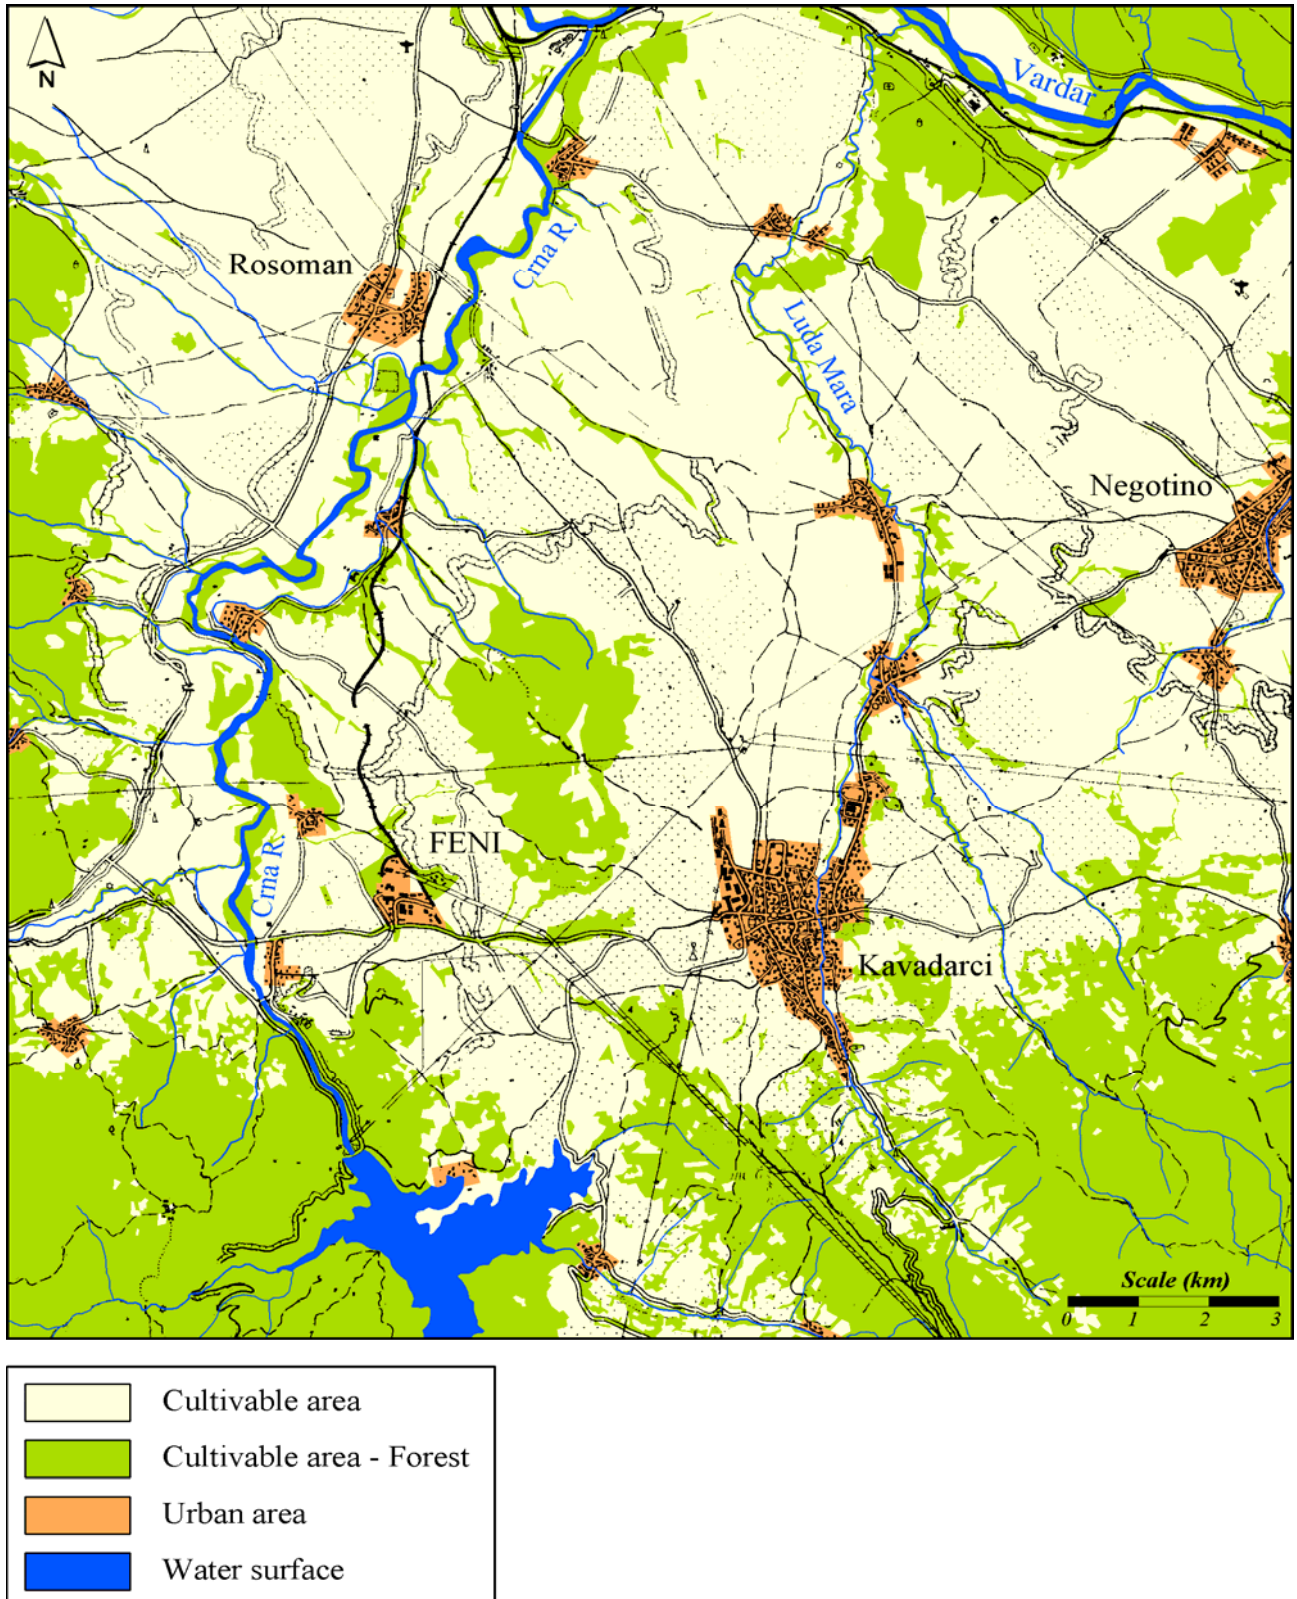 N
Vardar
Rosoman
Crna R.
Luda Mara
Negotino
FENI
Crna R.
Kavadarci
Scale (km)
0 1 2 3
Cultivable area
Cultivable area - Forest
Urban area
Water surface